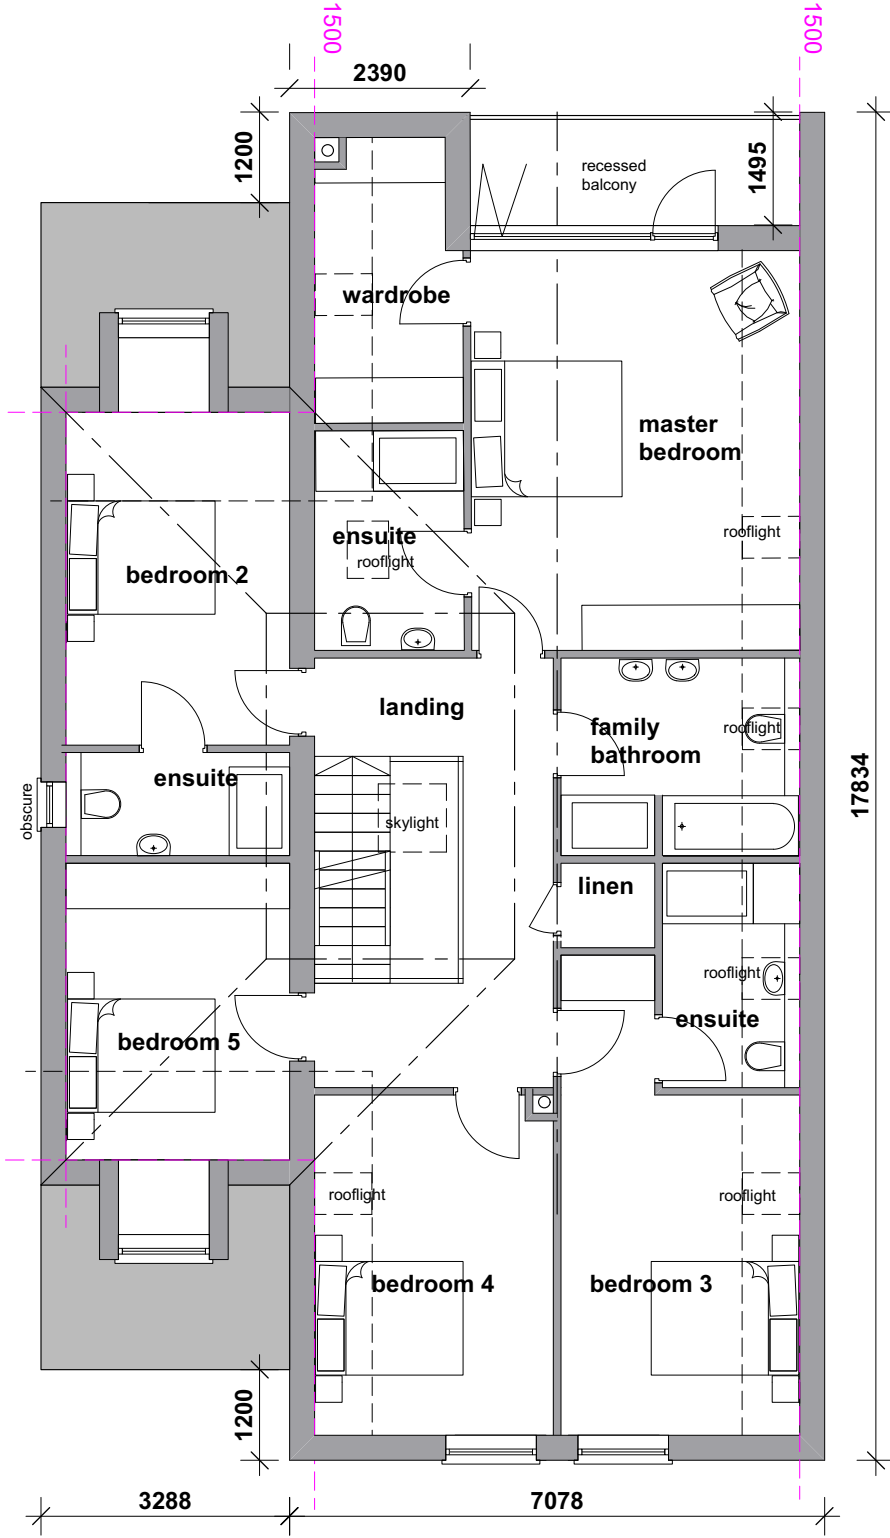 1500
1500
2390
1200
1495
recessed
balcony
wardrobe
master
bedroom
ensuite
rooflight
rooflight
bedroom 2
landing
family
bathroom
rooflight
ensuite
obscure
skylight
17834
linen
rooflight
ensuite
bedroom 5
rooflight
rooflight
bedroom 4
bedroom 3
1200
3288
7078